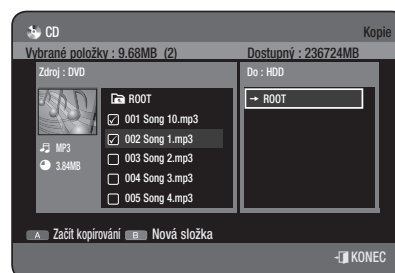 CD
Kopie
Vybrané položky : 9.68MB (2) Dostupný : 236724MB
Zdroj : DVD
Do : HDD
ROOT
→ ROOT
001 Song 10.mp3
002 Song 1.mp3
003 Song 2.mp3
004 Song 3.mp3
005 Song 4.mp3
MP3
3.84MB
A Začít kopírování B Nová složka
KONEC